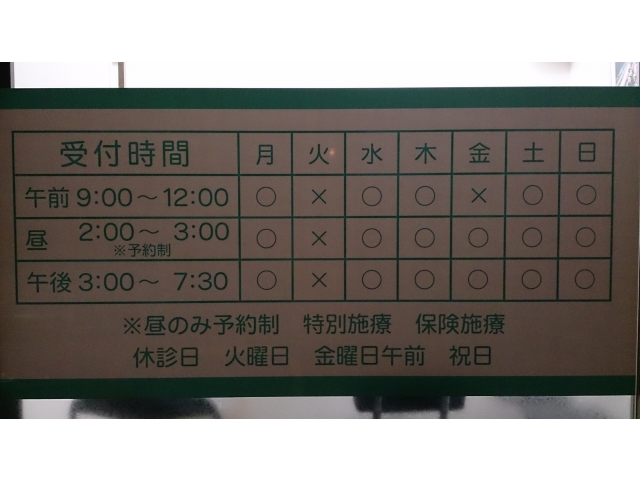 受付時間 月 火 水 木 金 土 日
午前 9:00～12:00 ○ × ○ ○ × ○ ○
昼 2:00～ 3:00 ○ × ○ ○ ○ ○ ○
※予約制
午後 3:00～ 7:30 ○ × ○ ○ ○ ○ ○
※昼のみ予約制 特別施療 保険施療
休診日 火曜日 金曜日午前 祝日